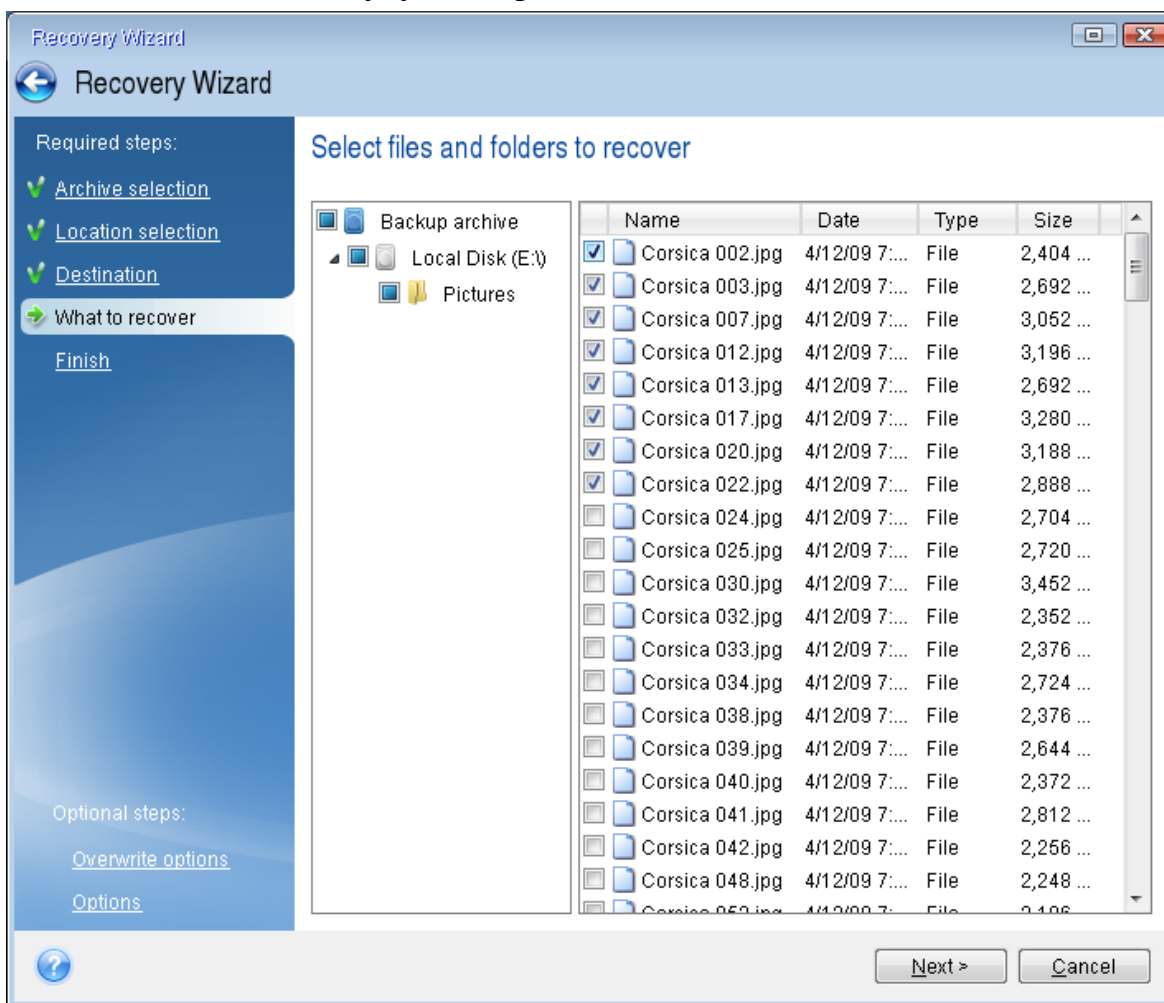 Recovery Wizard
Recovery Wizard
Required steps:
Archive selection
Location selection
Destination
What to recover
Finish
Optional steps:
Overwrite options
Options
Select files and folders to recover
Backup archive
Local Disk (E:\)
Pictures
Name Date Type Size
Corsica 002.jpg 4/12/09 7:... File 2,404 ...
Corsica 003.jpg 4/12/09 7:... File 2,692 ...
Corsica 007.jpg 4/12/09 7:... File 3,052 ...
Corsica 012.jpg 4/12/09 7:... File 3,196 ...
Corsica 013.jpg 4/12/09 7:... File 2,692 ...
Corsica 017.jpg 4/12/09 7:... File 3,280 ...
Corsica 020.jpg 4/12/09 7:... File 3,188 ...
Corsica 022.jpg 4/12/09 7:... File 2,888 ...
Corsica 024.jpg 4/12/09 7:... File 2,704 ...
Corsica 025.jpg 4/12/09 7:... File 2,720 ...
Corsica 030.jpg 4/12/09 7:... File 3,452 ...
Corsica 032.jpg 4/12/09 7:... File 2,352 ...
Corsica 033.jpg 4/12/09 7:... File 2,376 ...
Corsica 034.jpg 4/12/09 7:... File 2,724 ...
Corsica 038.jpg 4/12/09 7:... File 2,376 ...
Corsica 039.jpg 4/12/09 7:... File 2,644 ...
Corsica 040.jpg 4/12/09 7:... File 2,372 ...
Corsica 041.jpg 4/12/09 7:... File 2,812 ...
Corsica 042.jpg 4/12/09 7:... File 2,256 ...
Corsica 048.jpg 4/12/09 7:... File 2,248 ...
Next >
Cancel